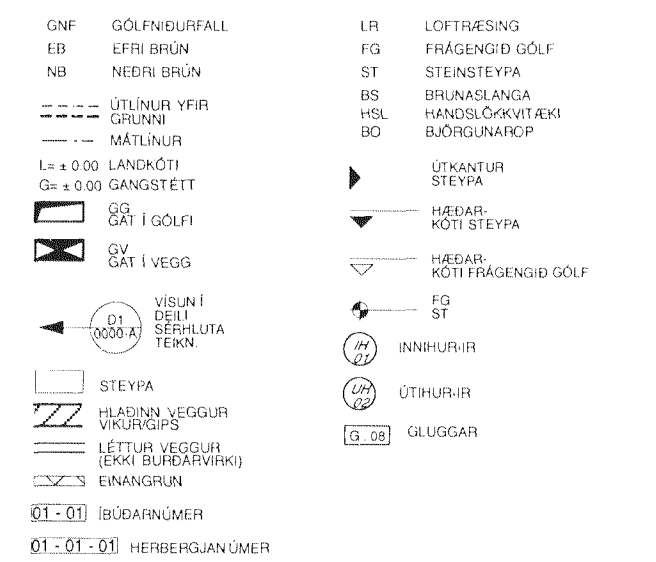 GNF GÓLFNIÐURFALL
EB EFRI BRÚN
NB NEÐRI BRÚN
ÚTLÍNUR YFIR
GRUNNI
MÁTLÍNUR
L= ± 0.00 LANDKÓTI
G= ± 0.00 GANGSTÉTT
GG
GAT Í GÓLFI
GV
GAT Í VEGG
D1
0000-A
VÍSUN Í
DEILI
SÉRHLUTA
TEIKN.
STEYPA
HLAÐINN VEGGUR
VIKUR/GIPS
LÉTTUR VEGGUR
(EKKI BURÐARVIRKI)
EINANGRUN
01 - 01 ÍBÚÐARNÚMER
01 - 01 - 01 HERBERGJANÚMER
LR LOFTRÆSING
FG FRÁGENGIÐ GÓLF
ST STEINSTEYPA
BS BRUNASLANGA
HSL HANDSLÖKKVITÆKI
BO BJÖRGUNAROP
ÚTKANTUR
STEYPA
HÆÐAR-
KÓTI STEYPA
HÆÐAR-
KÓTI FRÁGENGIÐ GÓLF
FG
ST
IH
01
INNIHURÐIR
UH
02
ÚTIHURÐIR
G . 08 GLUGGAR